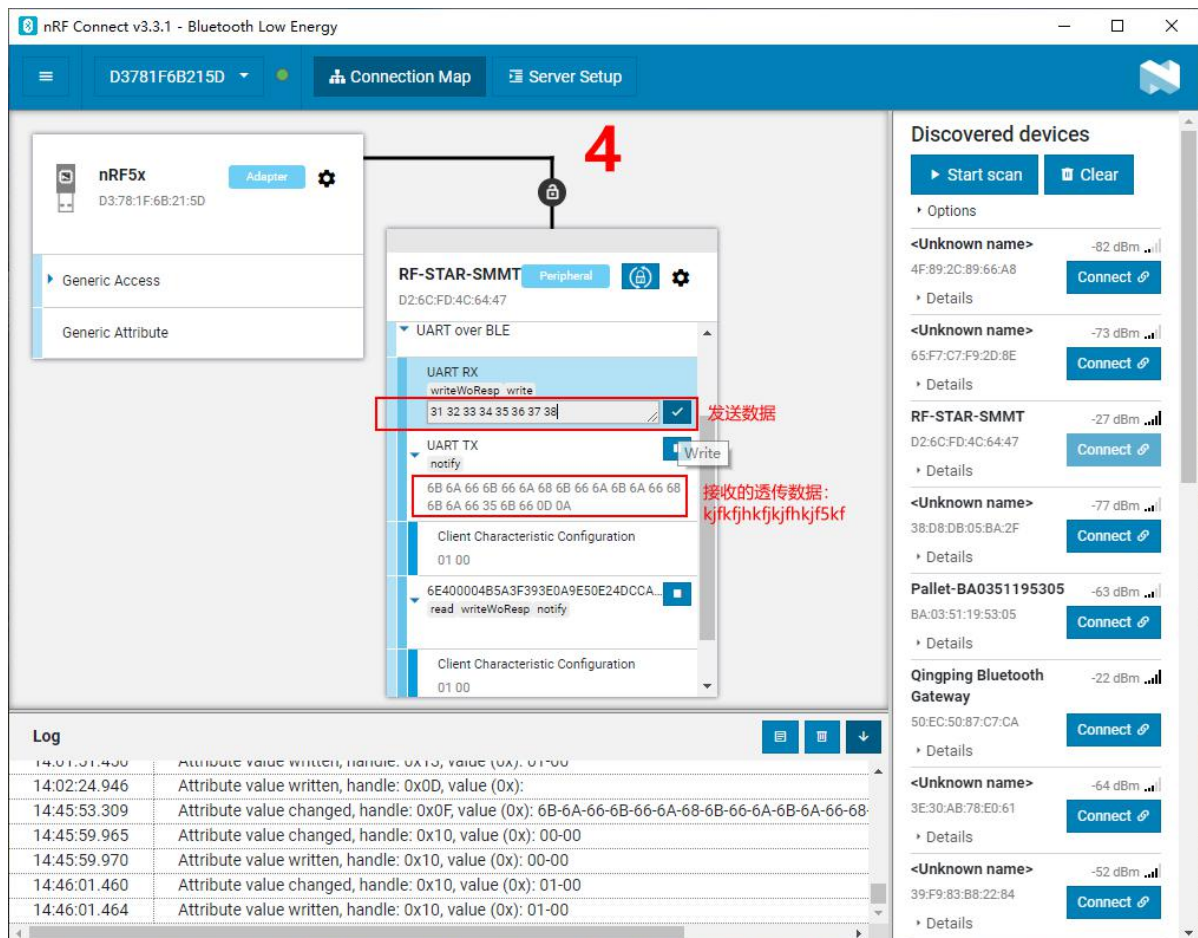 nRF Connect v3.3.1 - Bluetooth Low Energy
D3781F6B215D
Connection Map
Server Setup
4
nRF5x
Adapter
D3:78:1F:6B:21:5D
Generic Access
Generic Attribute
RF-STAR-SMMT
Peripheral
D2:6C:FD:4C:64:47
UART over BLE
UART RX
writeWoResp write
31 32 33 34 35 36 37 38
发送数据
UART TX
notify
Write
6B 6A 66 6B 66 6A 68 6B 66 6A 6B 6A 66 68
6B 6A 66 35 6B 66 0D 0A
接收的透传数据：
kjfkfjhkfjkjfhkjf5kf
Client Characteristic Configuration
01 00
6E400004B5A3F393E0A9E50E24DCCA...
read writeWoResp notify
Client Characteristic Configuration
01 00
Discovered devices
Start scan
Clear
Options
<Unknown name>
-82 dBm
4F:89:2C:89:66:A8
Connect
Details
<Unknown name>
-73 dBm
65:F7:C7:F9:2D:8E
Connect
Details
RF-STAR-SMMT
-27 dBm
D2:6C:FD:4C:64:47
Connect
Details
<Unknown name>
-77 dBm
38:D8:DB:05:BA:2F
Connect
Details
Pallet-BA0351195305
-63 dBm
BA:03:51:19:53:05
Connect
Details
Qingping Bluetooth
Gateway
-22 dBm
50:EC:50:87:C7:CA
Connect
Details
<Unknown name>
-64 dBm
3E:30:AB:78:E0:61
Connect
Details
<Unknown name>
-52 dBm
39:F9:83:B8:22:84
Connect
Details
Log
Attribute value written, handle: 0x13, value (0x): 01-00
14:02:24.946 Attribute value written, handle: 0x0D, value (0x):
14:45:53.309 Attribute value changed, handle: 0x0F, value (0x): 6B-6A-66-6B-66-6A-68-6B-66-6A-6B-6A-66-68-
14:45:59.965 Attribute value changed, handle: 0x10, value (0x): 00-00
14:45:59.970 Attribute value written, handle: 0x10, value (0x): 00-00
14:46:01.460 Attribute value changed, handle: 0x10, value (0x): 01-00
14:46:01.464 Attribute value written, handle: 0x10, value (0x): 01-00